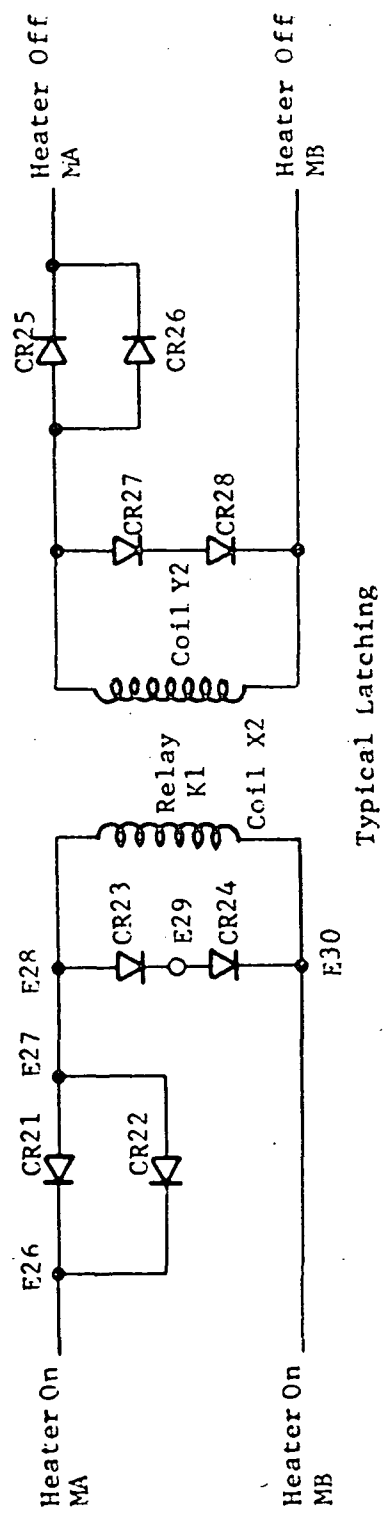 Heater On
MA
E26
CR21
CR22
E27
E28
CR23
E29
CR24
E30
Heater On
MB
Relay
K1
Coil X2
Coil Y2
CR27
CR28
CR25
CR26
Heater Off
MA
Heater Off
MB
Typical Latching